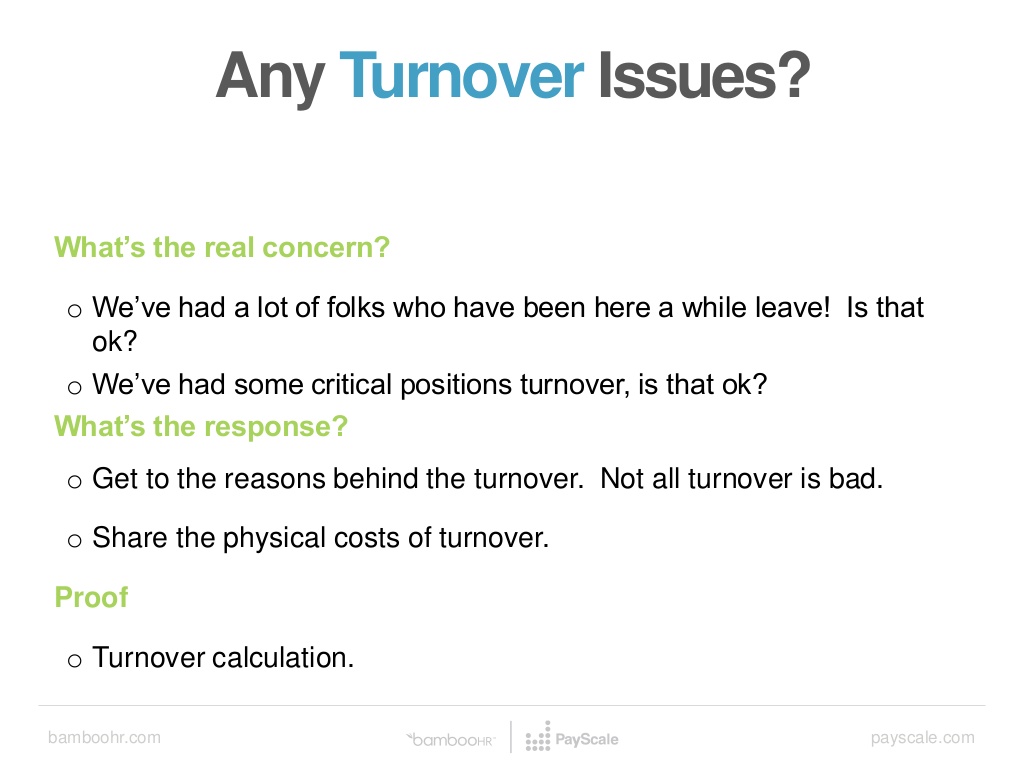 Any Turnover Issues?
What’s the real concern?
o We’ve had a lot of folks who have been here a while leave!  Is that
ok?
o We’ve had some critical positions turnover, is that ok?
What’s the response?
o Get to the reasons behind the turnover.  Not all turnover is bad.
o Share the physical costs of turnover.
Proof
o Turnover calculation.
bamboohr.com
bambooHR
PayScale
payscale.com